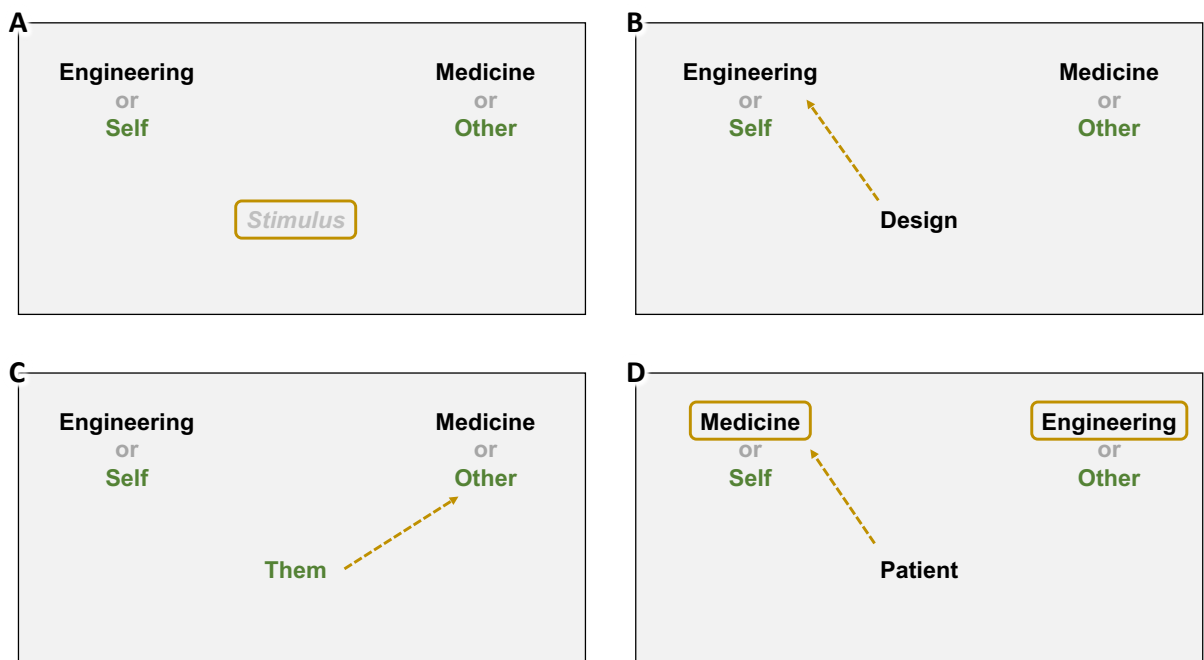 A
Engineering
or
Self
Medicine
or
Other
Stimulus
B
Engineering
or
Self
Medicine
or
Other
Design
C
Engineering
or
Self
Medicine
or
Other
Them
D
Medicine
or
Self
Engineering
or
Other
Patient